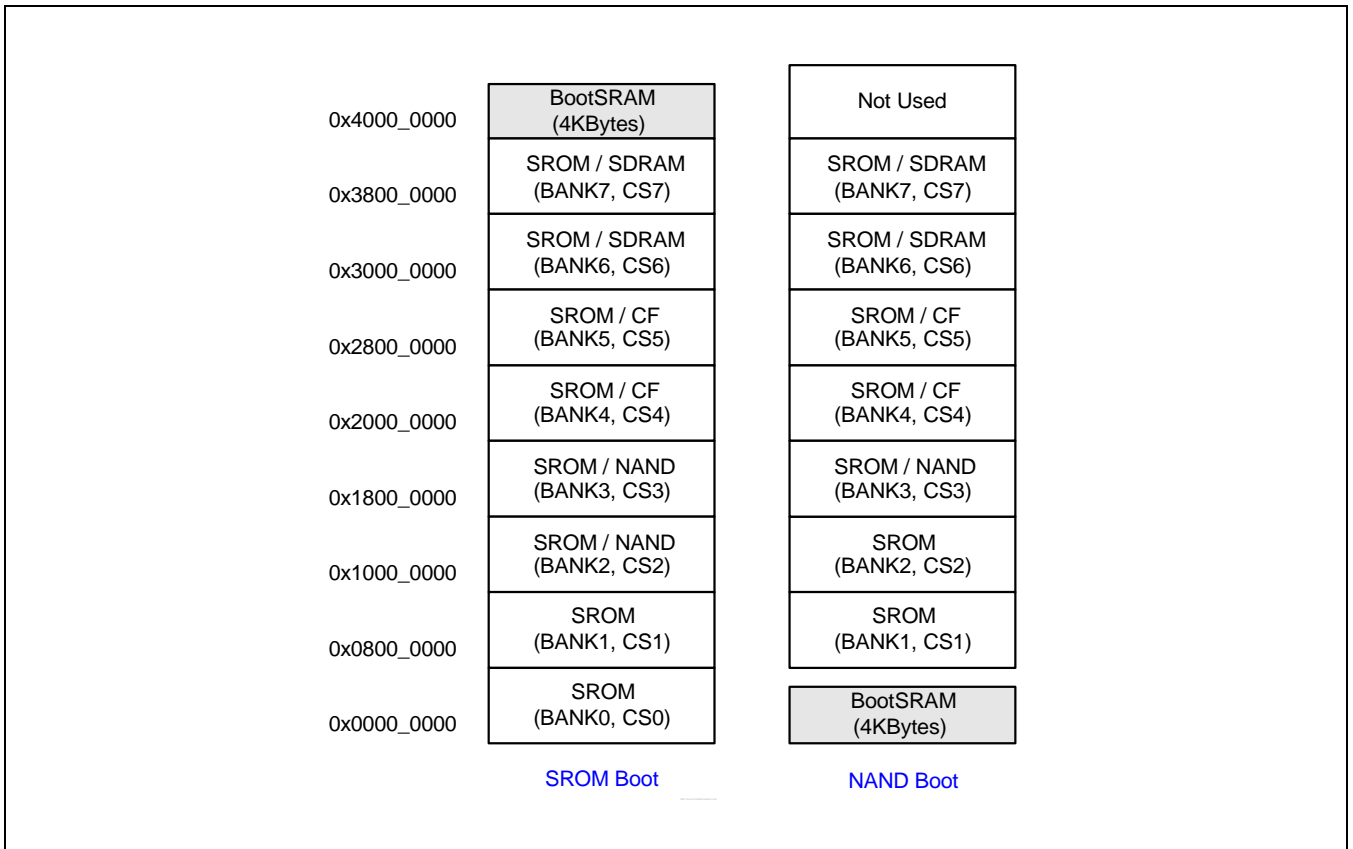 0x4000_0000
BootSRAM
(4KBytes)
Not Used
0x3800_0000
SROM / SDRAM
(BANK7, CS7)
SROM / SDRAM
(BANK7, CS7)
0x3000_0000
SROM / SDRAM
(BANK6, CS6)
SROM / SDRAM
(BANK6, CS6)
0x2800_0000
SROM / CF
(BANK5, CS5)
SROM / CF
(BANK5, CS5)
0x2000_0000
SROM / CF
(BANK4, CS4)
SROM / CF
(BANK4, CS4)
0x1800_0000
SROM / NAND
(BANK3, CS3)
SROM / NAND
(BANK3, CS3)
0x1000_0000
SROM / NAND
(BANK2, CS2)
SROM
(BANK2, CS2)
0x0800_0000
SROM
(BANK1, CS1)
SROM
(BANK1, CS1)
0x0000_0000
SROM
(BANK0, CS0)
BootSRAM
(4KBytes)
SROM Boot
NAND Boot